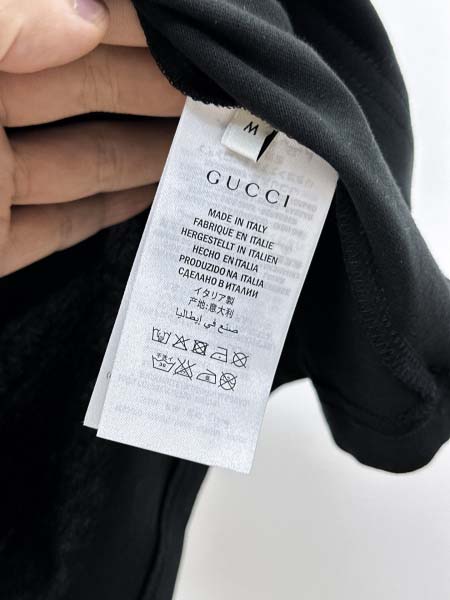 W
GUCCI
MADE IN ITALY
FABRIQUE EN ITALIE
HERGESTELLT IN ITALIEN
HECHO EN ITALIA
PRODUZIDO NA ITALIA
СДЕЛАНО В ИТАЛИИ
イタリア製
产地:意大利
صنع في إيطاليا